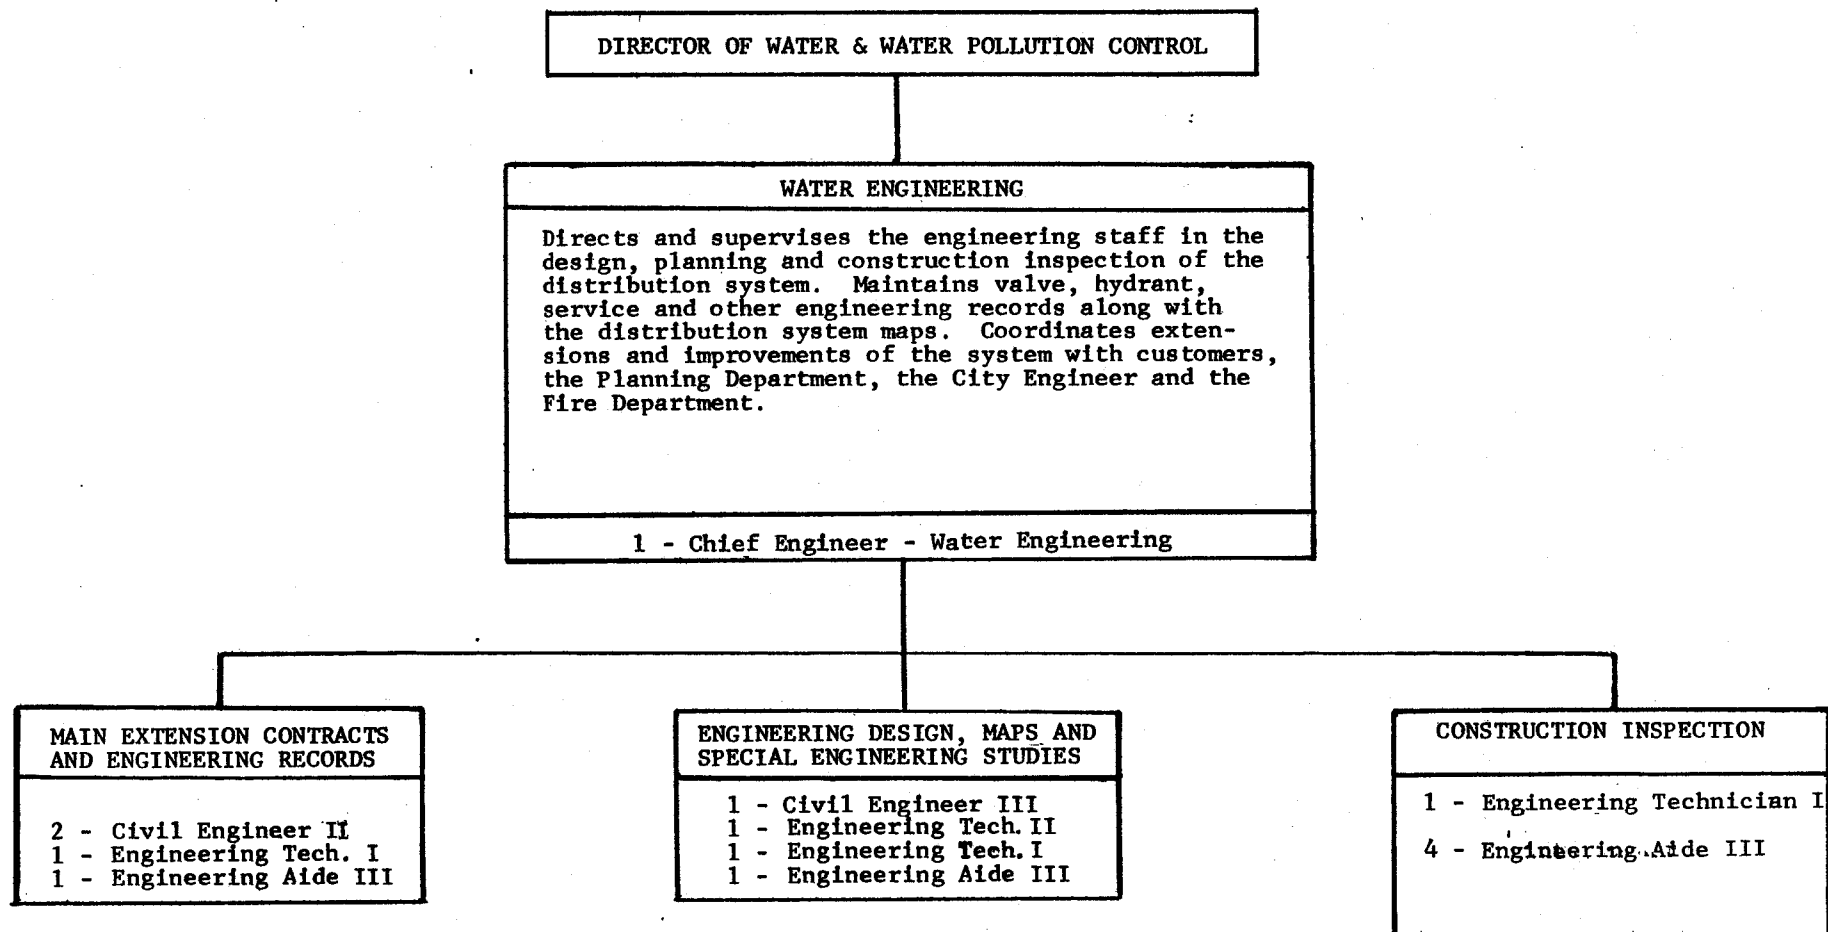 DIRECTOR OF WATER & WATER POLLUTION CONTROL
WATER ENGINEERING
Directs and supervises the engineering staff in the
design, planning and construction inspection of the
distribution system. Maintains valve, hydrant,
service and other engineering records along with
the distribution system maps. Coordinates exten-
sions and improvements of the system with customers,
the Planning Department, the City Engineer and the
Fire Department.
1 - Chief Engineer - Water Engineering
MAIN EXTENSION CONTRACTS
AND ENGINEERING RECORDS
2 - Civil Engineer II
1 - Engineering Tech. I
1 - Engineering Aide III
ENGINEERING DESIGN, MAPS AND
SPECIAL ENGINEERING STUDIES
1 - Civil Engineer III
1 - Engineering Tech. II
1 - Engineering Tech. I
1 - Engineering Aide III
CONSTRUCTION INSPECTION
1 - Engineering Technician I
4 - Engineering Aide III